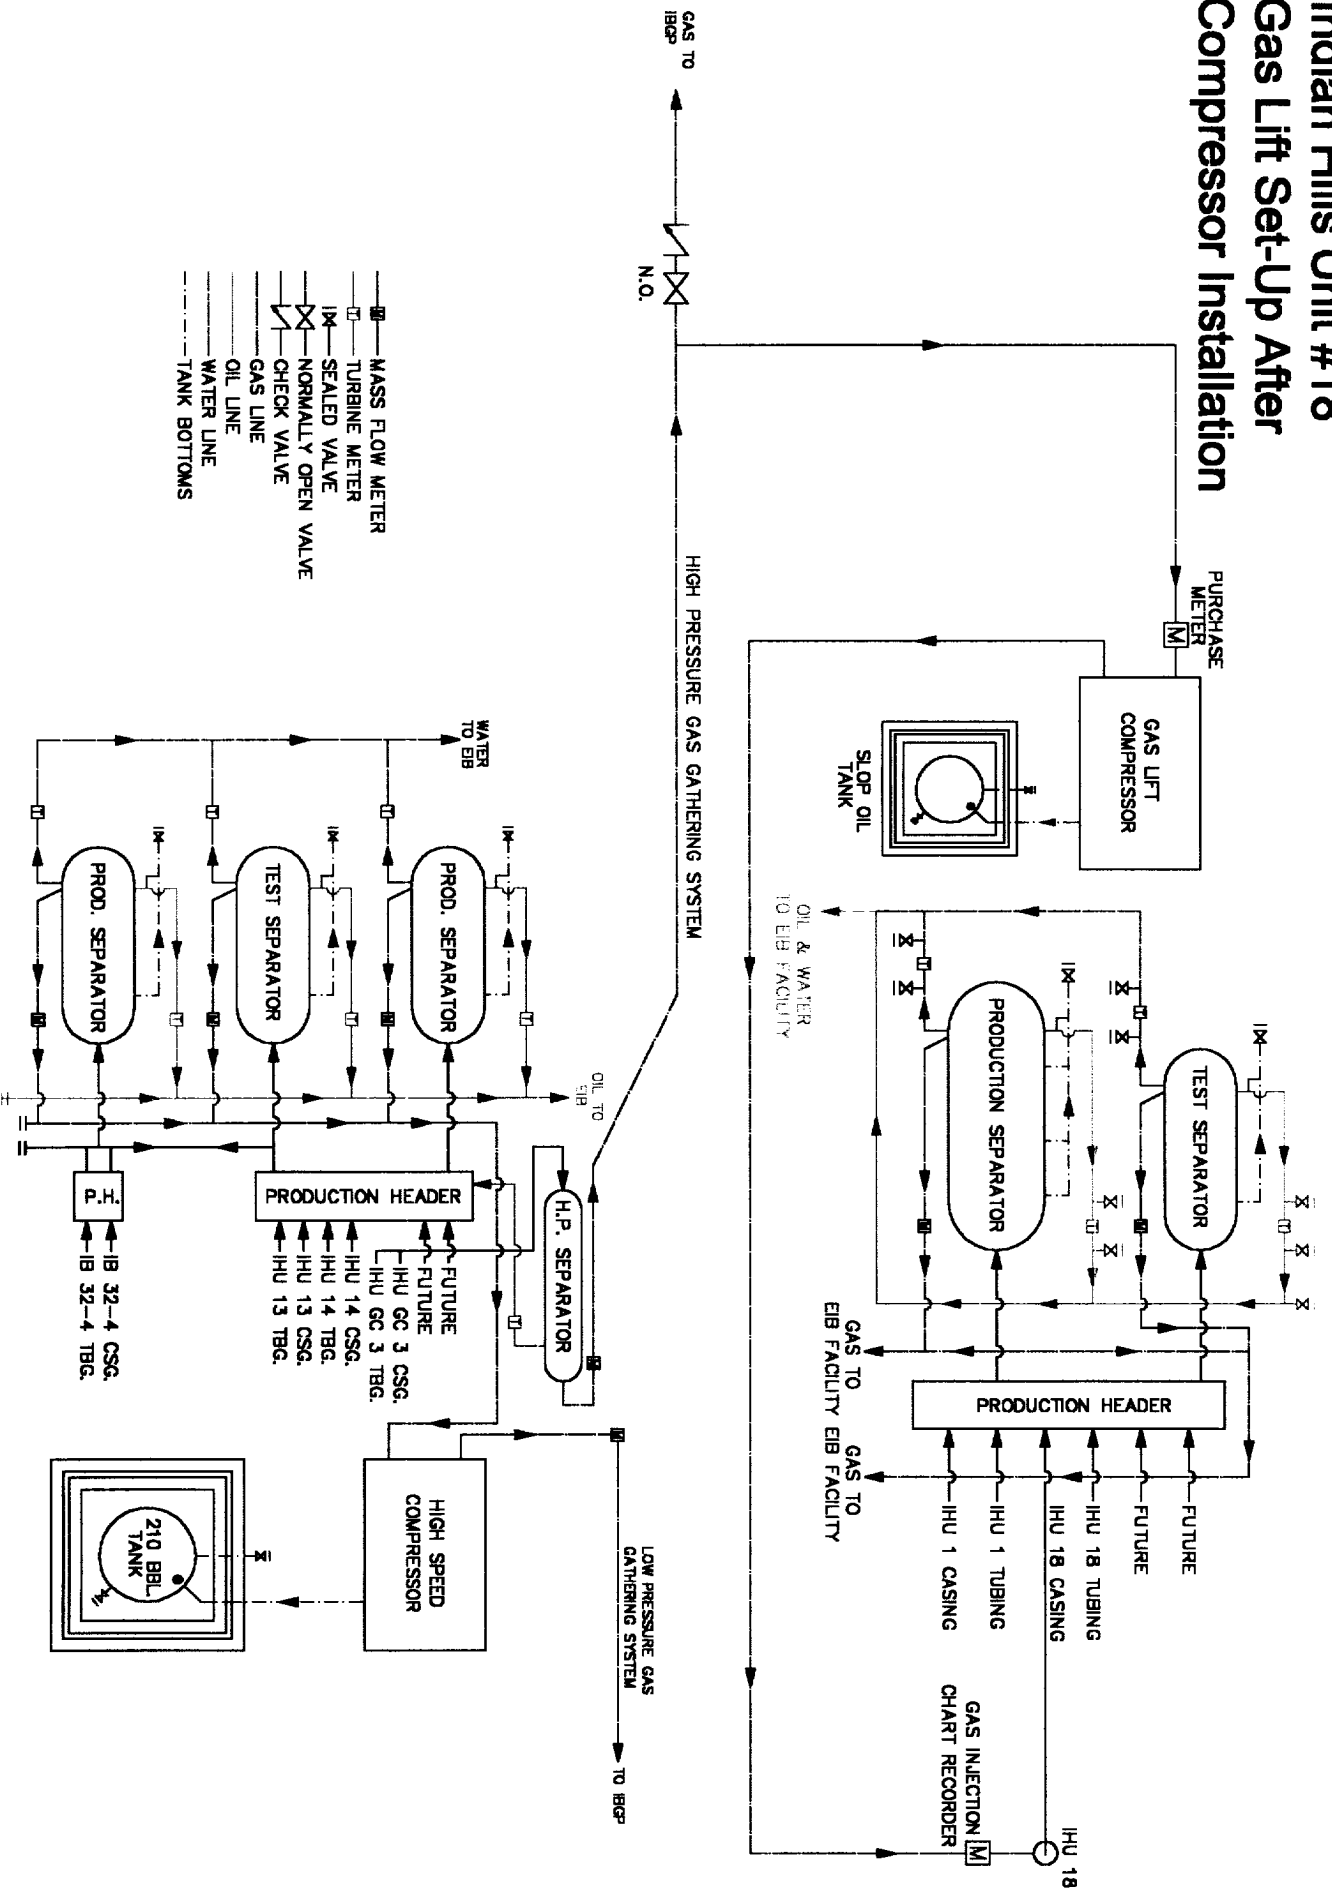 Indian Hills Unit #18
Gas Lift Set-Up After
Compressor Installation
GAS TO
IBGP
N.O.
HIGH PRESSURE GAS GATHERING SYSTEM
PURCHASE
METER
M
GAS LIFT
COMPRESSOR
SLOP OIL
TANK
OIL & WATER
TO EIB FACILITY
T
T
TEST SEPARATOR
PRODUCTION SEPARATOR
T
T
M
M
GAS TO
EIB FACILITY
GAS TO
EIB FACILITY
PRODUCTION HEADER
FUTURE
FUTURE
IHU 18 TUBING
IHU 18 CASING
IHU 1 TUBING
IHU 1 CASING
GAS INJECTION
CHART RECORDER
M
IHU 18
M MASS FLOW METER
T TURBINE METER
SEALED VALVE
NORMALLY OPEN VALVE
CHECK VALVE
GAS LINE
OIL LINE
WATER LINE
TANK BOTTOMS
WATER
TO EIB
T
T
T
PROD. SEPARATOR
TEST SEPARATOR
PROD. SEPARATOR
T
T
T
M
M
M
OIL TO
EIB
H.P. SEPARATOR
M
T
PRODUCTION HEADER
P.H.
FUTURE
FUTURE
IHU GC 3 CSG.
IHU GC 3 TBG.
IHU 14 CSG.
IHU 14 TBG.
IHU 13 CSG.
IHU 13 TBG.
IB 32-4 CSG.
IB 32-4 TBG.
M
HIGH SPEED
COMPRESSOR
210 BBL.
TANK
LOW PRESSURE GAS
GATHERING SYSTEM
TO IBGP